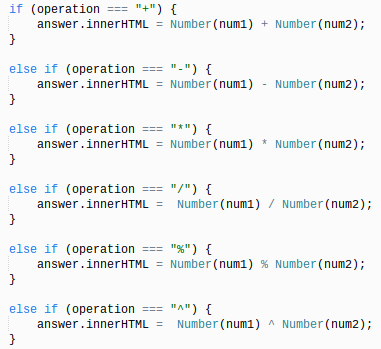 if (operation === "+") {
    answer.innerHTML = Number(num1) + Number(num2);
}
else if (operation === "-") {
    answer.innerHTML = Number(num1) - Number(num2);
}
else if (operation === "*") {
    answer.innerHTML = Number(num1) * Number(num2);
}
else if (operation === "/") {
    answer.innerHTML =  Number(num1) / Number(num2);
}
else if (operation === "%") {
    answer.innerHTML = Number(num1) % Number(num2);
}
else if (operation === "^") {
    answer.innerHTML =  Number(num1) ^ Number(num2);
}